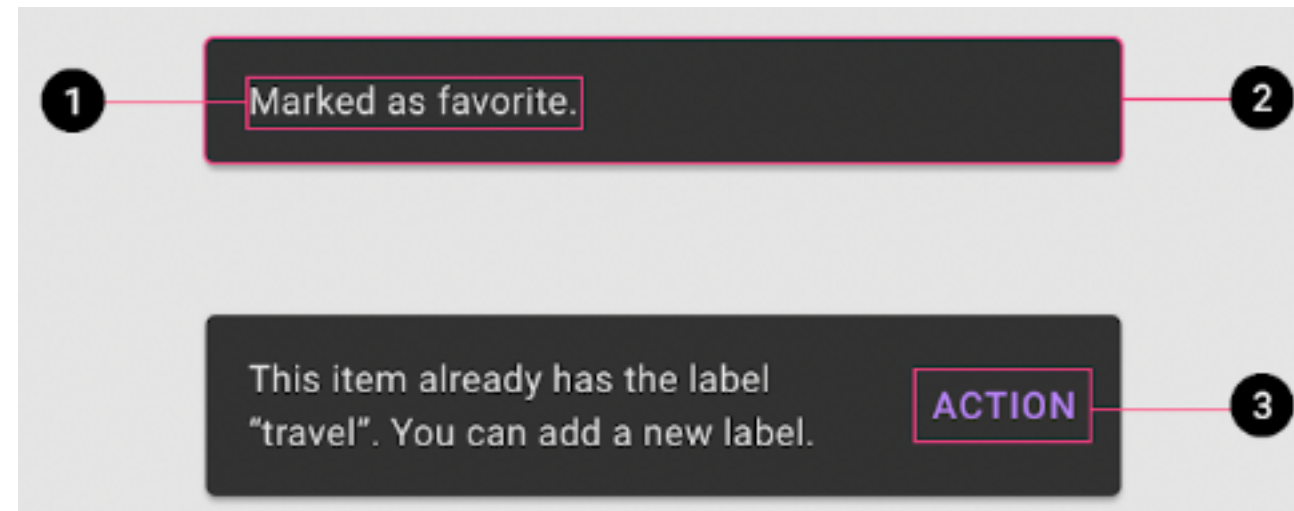 1
Marked as favorite.
2
This item already has the label
“travel”. You can add a new label.
ACTION
3